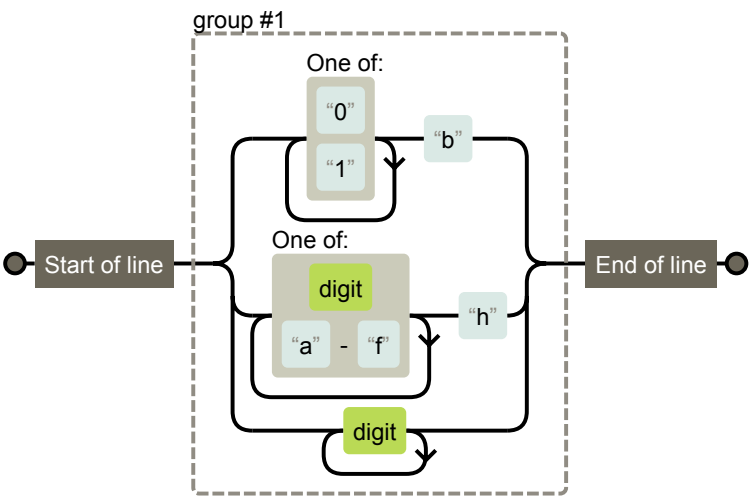 group #1
One of:
“0”
“b”
“1”
One of:
Start of line
End of line
digit
“h”
“a” - “f”
digit